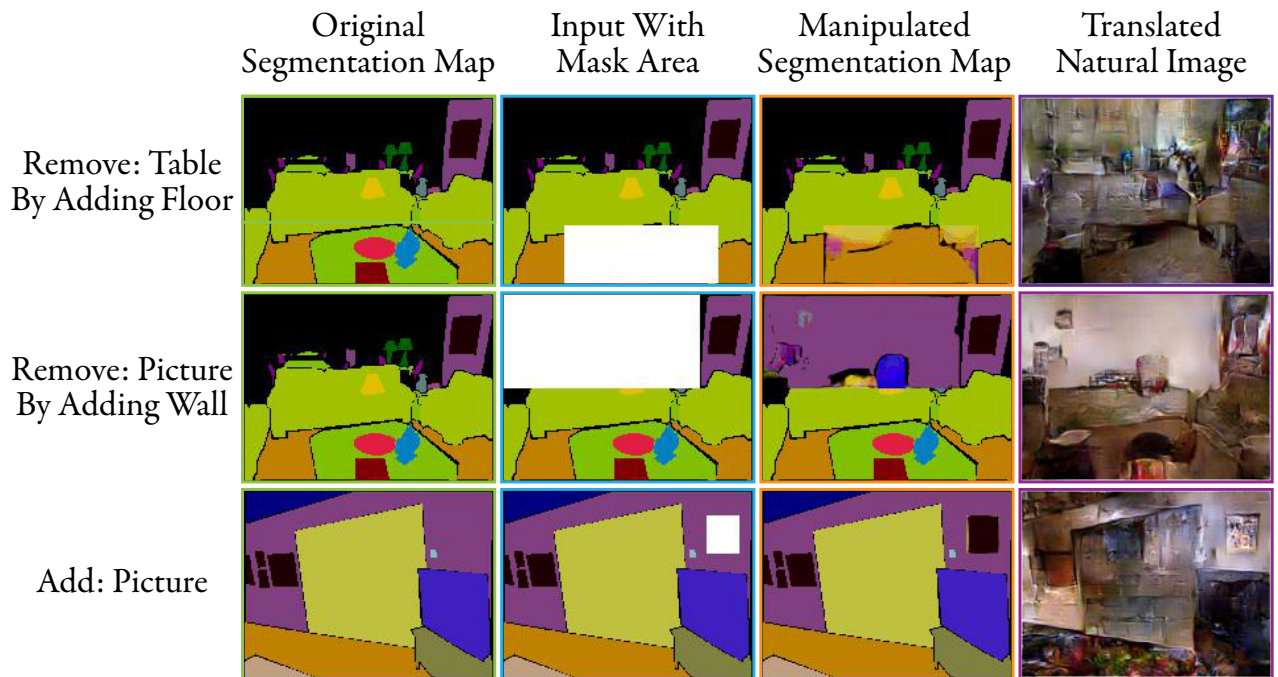 Original
Segmentation Map
Input With
Mask Area
Manipulated
Segmentation Map
Translated
Natural Image
Remove: Table
By Adding Floor
Remove: Picture
By Adding Wall
Add: Picture